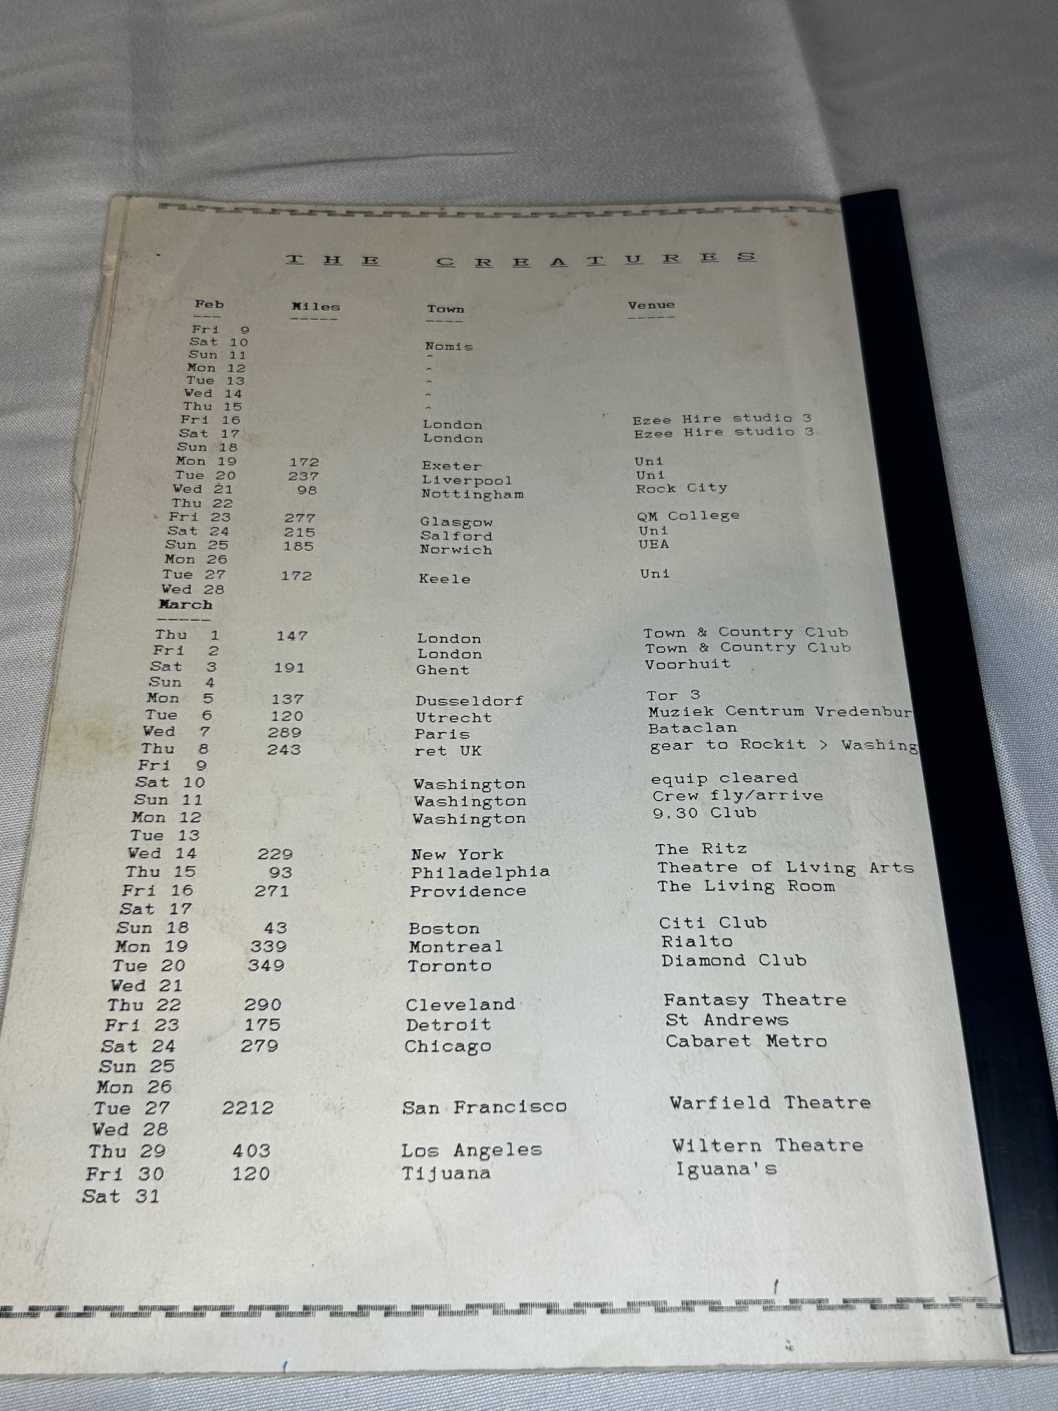 T H E   C R E A T U R E S
Feb Miles Town Venue
--- ----- ---- -----
Fri 9
Sat 10 Nomis
Sun 11 "
Mon 12 "
Tue 13 "
Wed 14 "
Thu 15 "
Fri 16 London Ezee Hire studio 3
Sat 17 London Ezee Hire studio 3
Sun 18
Mon 19 172 Exeter Uni
Tue 20 237 Liverpool Uni
Wed 21 98 Nottingham Rock City
Thu 22
Fri 23 277 Glasgow QM College
Sat 24 215 Salford Uni
Sun 25 185 Norwich UEA
Mon 26
Tue 27 172 Keele Uni
Wed 28
March
-----
Thu 1 147 London Town & Country Club
Fri 2 London Town & Country Club
Sat 3 191 Ghent Voorhuit
Sun 4
Mon 5 137 Dusseldorf Tor 3
Tue 6 120 Utrecht Muziek Centrum Vredenbur
Wed 7 289 Paris Bataclan
Thu 8 243 ret UK gear to Rockit > Washing
Fri 9
Sat 10 Washington equip cleared
Sun 11 Washington Crew fly/arrive
Mon 12 Washington 9.30 Club
Tue 13
Wed 14 229 New York The Ritz
Thu 15 93 Philadelphia Theatre of Living Arts
Fri 16 271 Providence The Living Room
Sat 17
Sun 18 43 Boston Citi Club
Mon 19 339 Montreal Rialto
Tue 20 349 Toronto Diamond Club
Wed 21
Thu 22 290 Cleveland Fantasy Theatre
Fri 23 175 Detroit St Andrews
Sat 24 279 Chicago Cabaret Metro
Sun 25
Mon 26
Tue 27 2212 San Francisco Warfield Theatre
Wed 28
Thu 29 403 Los Angeles Wiltern Theatre
Fri 30 120 Tijuana Iguana's
Sat 31